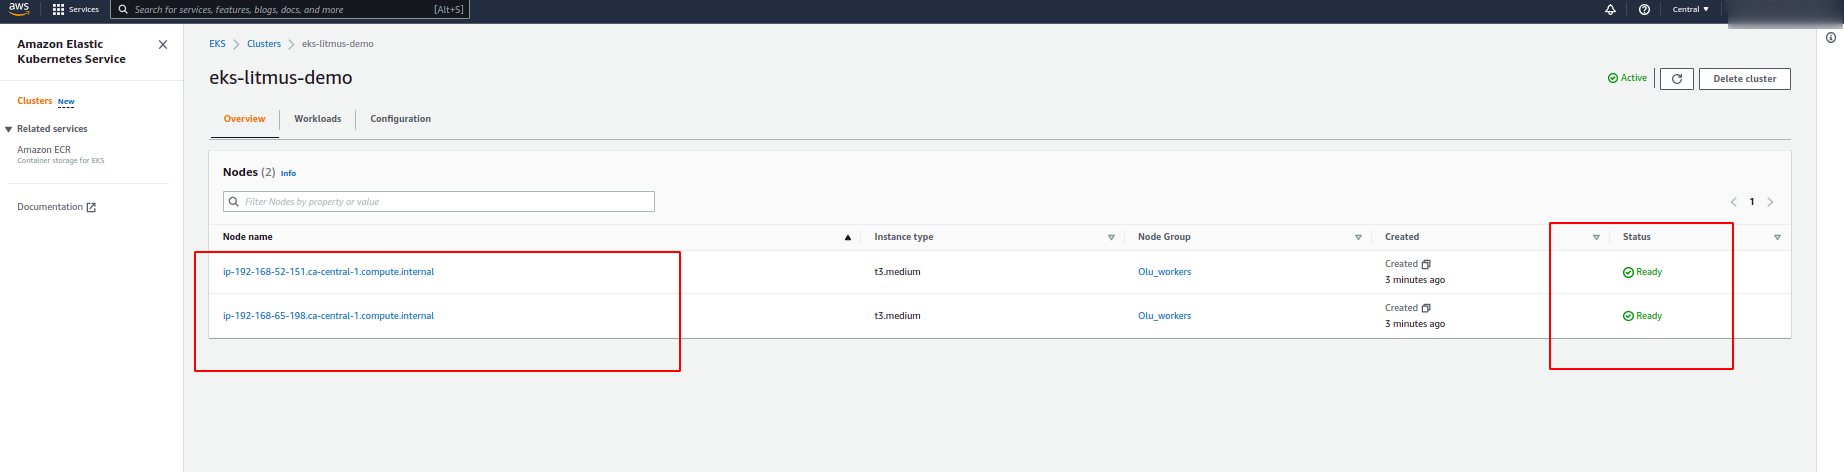 aws Services Search for services, features, blogs, docs, and more [Alt+S] Central
Amazon Elastic
Kubernetes Service
Clusters New
Related services
Amazon ECR
Container storage for EKS
Documentation
EKS Clusters eks-litmus-demo
eks-litmus-demo
Active Delete cluster
Overview Workloads Configuration
Nodes (2) Info
Filter Nodes by property or value
1
Node name Instance type Node Group Created Status
ip-192-168-52-151.ca-central-1.compute.internal t3.medium Olu_workers Created
3 minutes ago Ready
ip-192-168-65-198.ca-central-1.compute.internal t3.medium Olu_workers Created
3 minutes ago Ready